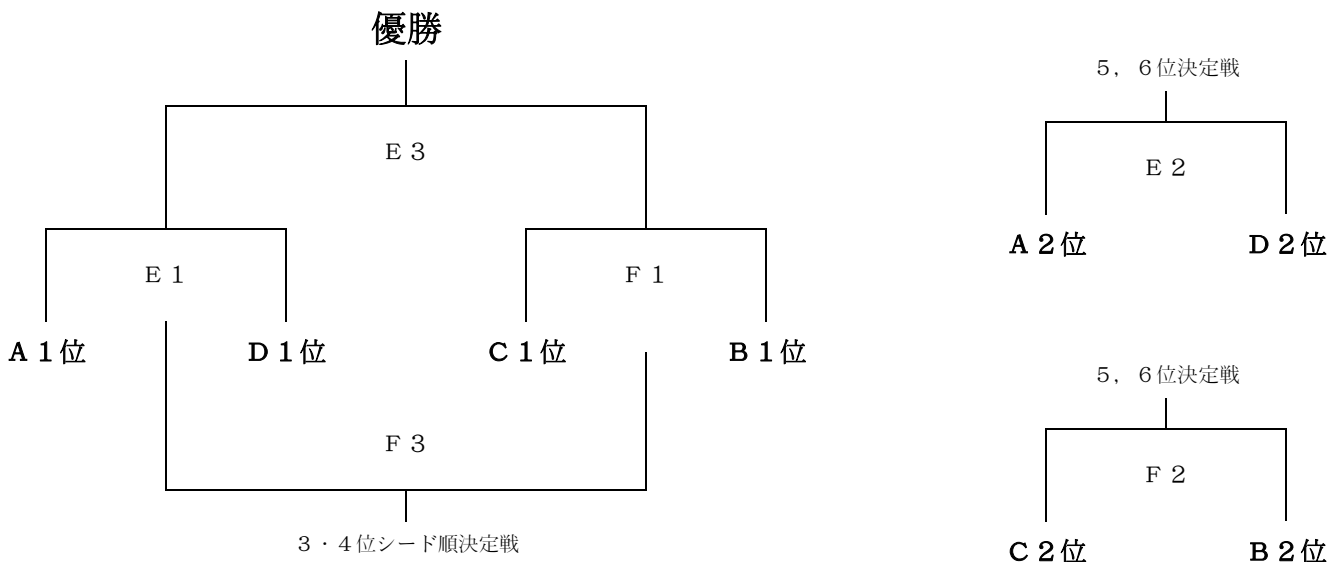 優勝
Ｅ３
Ｅ１
Ｆ１
Ａ１位
Ｄ１位
Ｃ１位
Ｂ１位
Ｆ３
３・４位シード順決定戦
５，６位決定戦
Ｅ２
Ａ２位
Ｄ２位
５，６位決定戦
Ｆ２
Ｃ２位
Ｂ２位